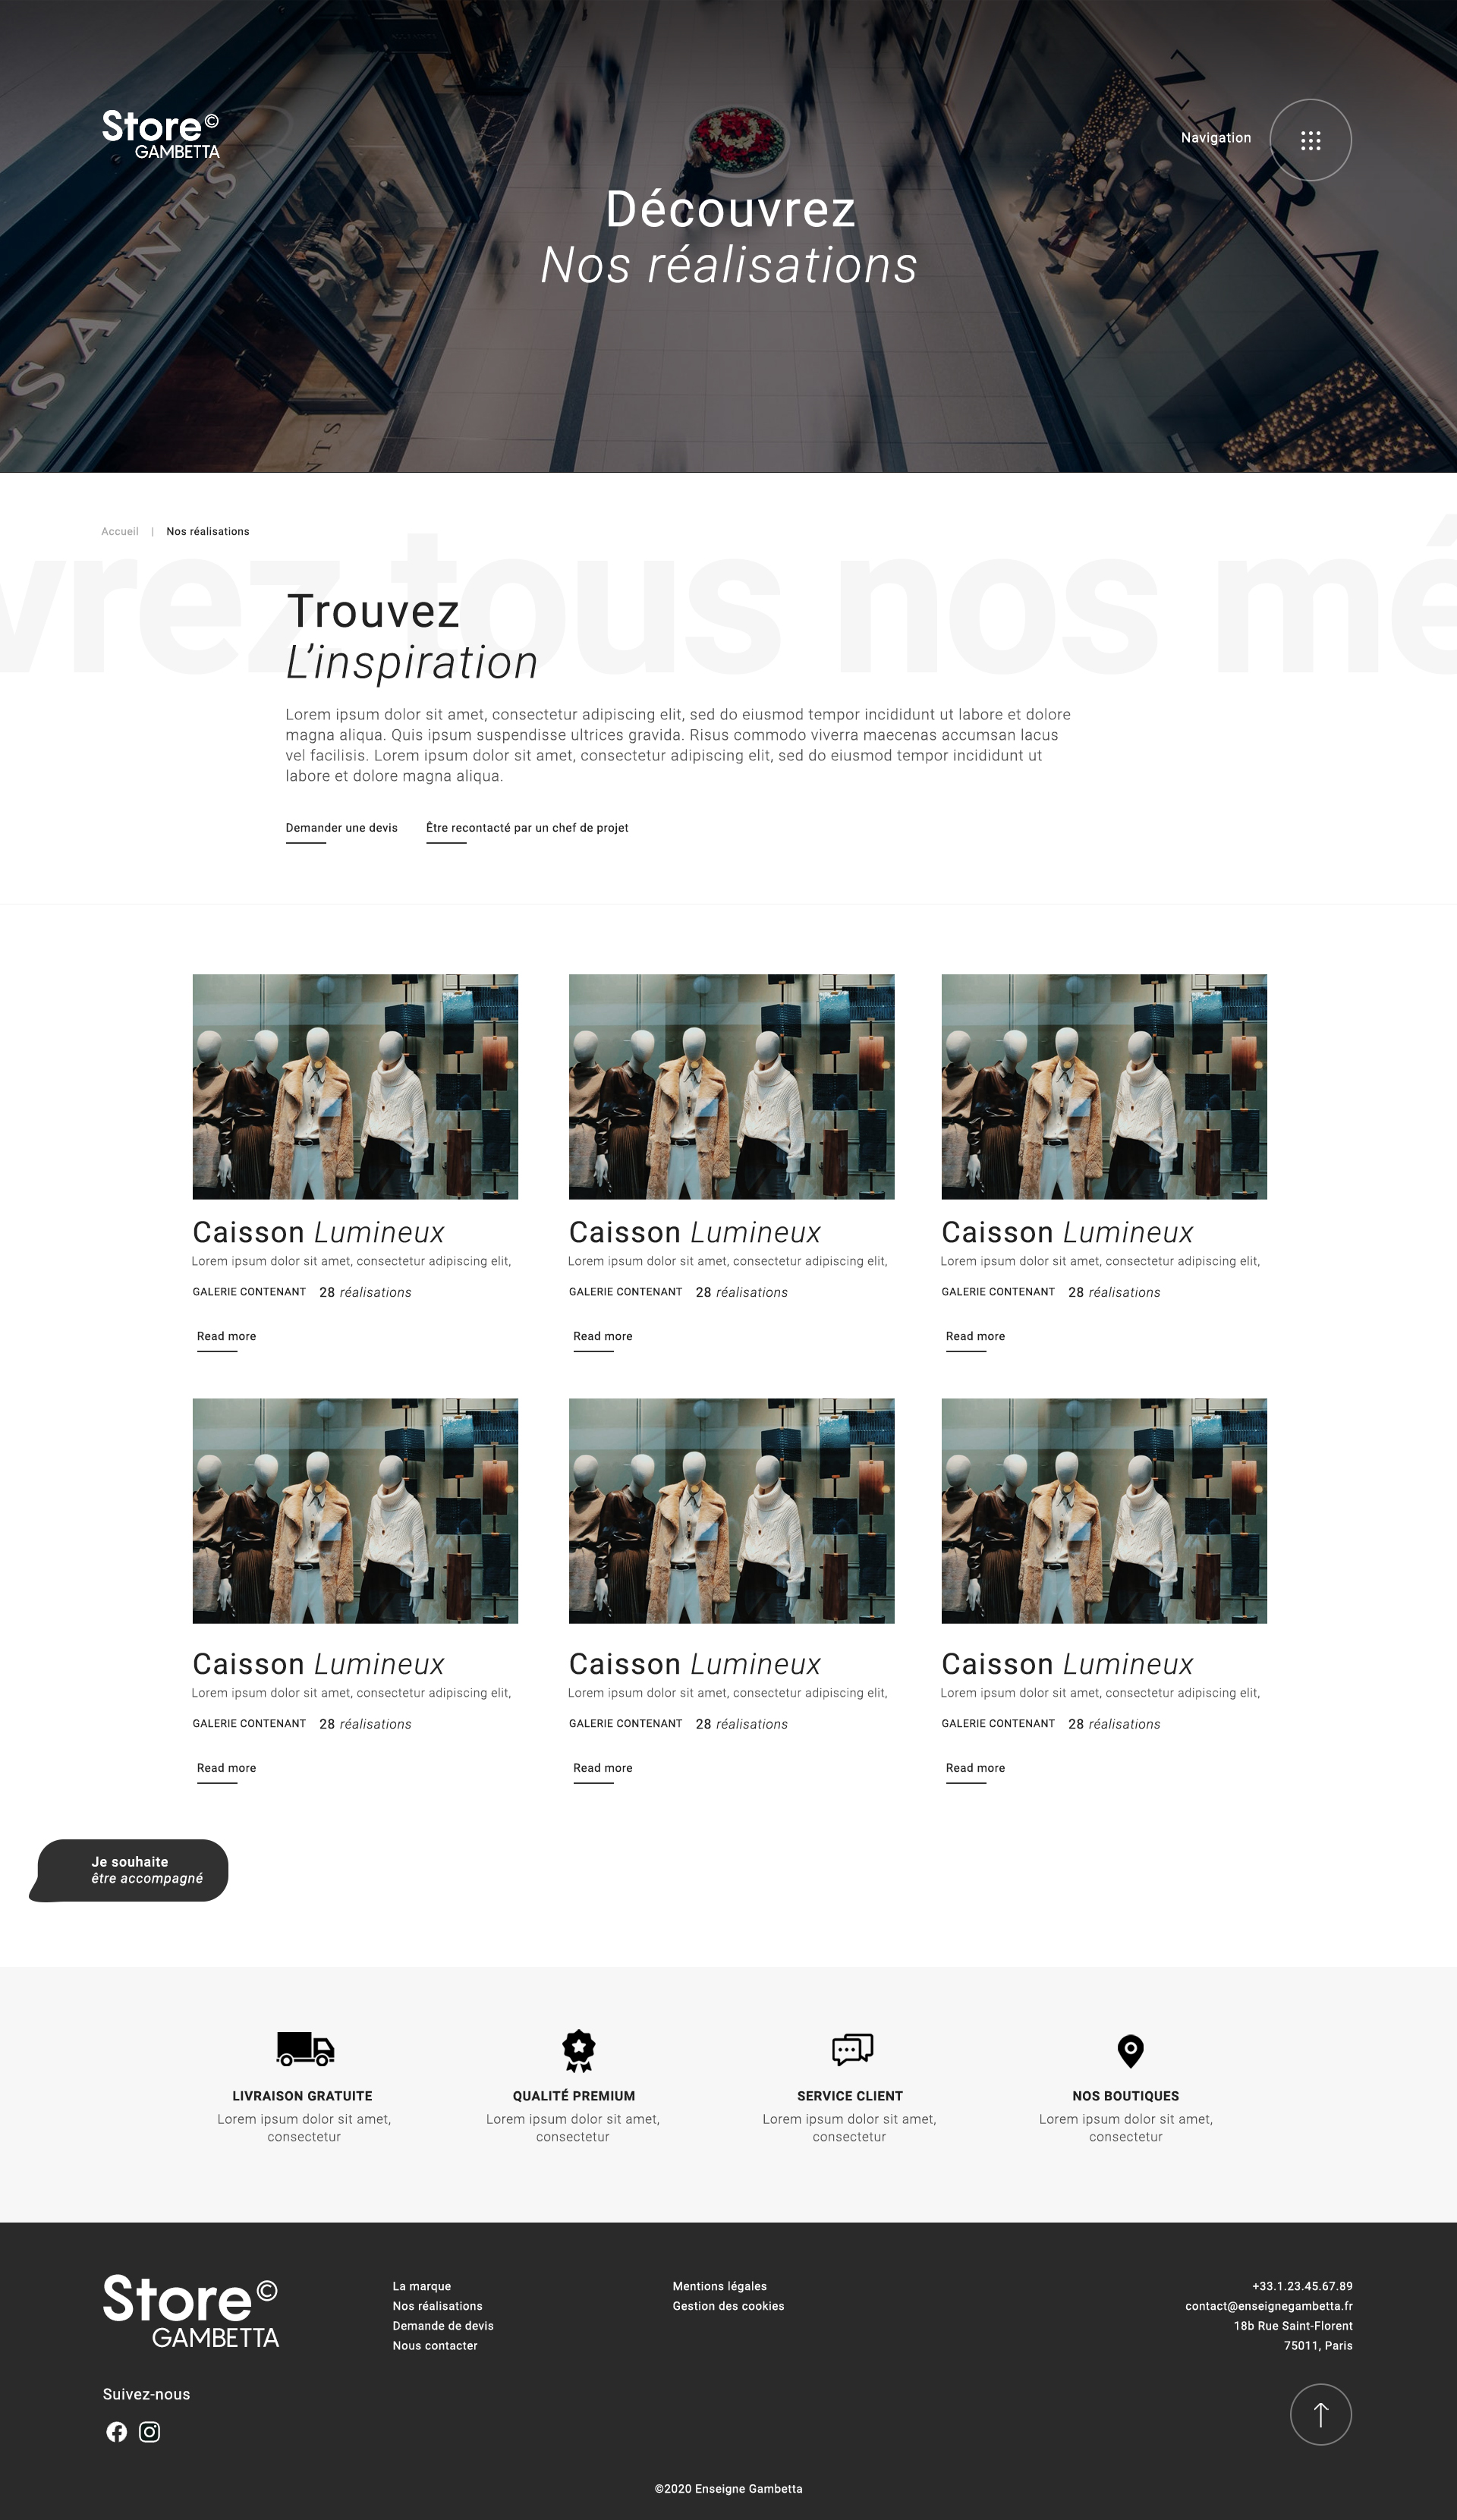 Store©
GAMBETTA
Navigation
SAINTS
ZARA
Découvrez
Nos réalisations
Accueil | Nos réalisations
vrez tous nos mé
Trouvez
L’inspiration
Lorem ipsum dolor sit amet, consectetur adipiscing elit, sed do eiusmod tempor incididunt ut labore et dolore
magna aliqua. Quis ipsum suspendisse ultrices gravida. Risus commodo viverra maecenas accumsan lacus
vel facilisis. Lorem ipsum dolor sit amet, consectetur adipiscing elit, sed do eiusmod tempor incididunt ut
labore et dolore magna aliqua.
Demander une devis
Être recontacté par un chef de projet
Caisson Lumineux
Lorem ipsum dolor sit amet, consectetur adipiscing elit,
GALERIE CONTENANT 28 réalisations
Read more
Caisson Lumineux
Lorem ipsum dolor sit amet, consectetur adipiscing elit,
GALERIE CONTENANT 28 réalisations
Read more
Caisson Lumineux
Lorem ipsum dolor sit amet, consectetur adipiscing elit,
GALERIE CONTENANT 28 réalisations
Read more
Caisson Lumineux
Lorem ipsum dolor sit amet, consectetur adipiscing elit,
GALERIE CONTENANT 28 réalisations
Read more
Caisson Lumineux
Lorem ipsum dolor sit amet, consectetur adipiscing elit,
GALERIE CONTENANT 28 réalisations
Read more
Caisson Lumineux
Lorem ipsum dolor sit amet, consectetur adipiscing elit,
GALERIE CONTENANT 28 réalisations
Read more
Je souhaite
être accompagné
LIVRAISON GRATUITE
Lorem ipsum dolor sit amet,
consectetur
QUALITÉ PREMIUM
Lorem ipsum dolor sit amet,
consectetur
SERVICE CLIENT
Lorem ipsum dolor sit amet,
consectetur
NOS BOUTIQUES
Lorem ipsum dolor sit amet,
consectetur
Store©
GAMBETTA
La marque
Nos réalisations
Demande de devis
Nous contacter
Mentions légales
Gestion des cookies
+33.1.23.45.67.89
contact@enseignegambetta.fr
18b Rue Saint-Florent
75011, Paris
Suivez-nous
©2020 Enseigne Gambetta